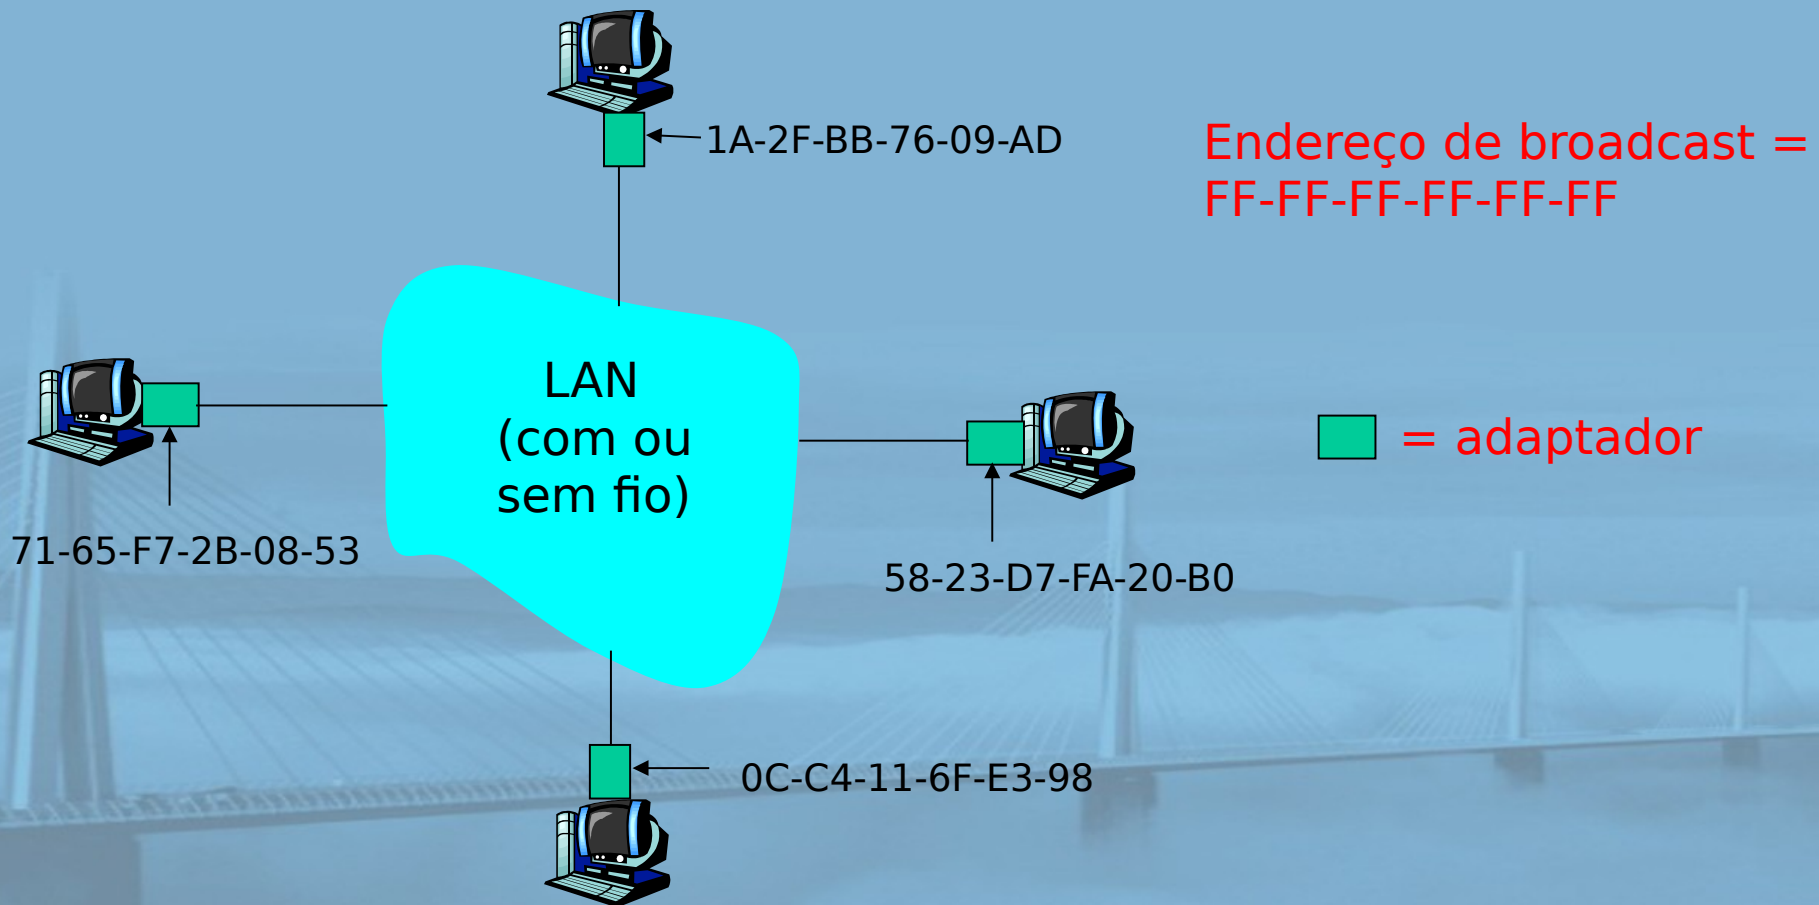 1A-2F-BB-76-09-AD
Endereço de broadcast =
FF-FF-FF-FF-FF-FF
LAN
(com ou
sem fio)
= adaptador
71-65-F7-2B-08-53
58-23-D7-FA-20-B0
0C-C4-11-6F-E3-98